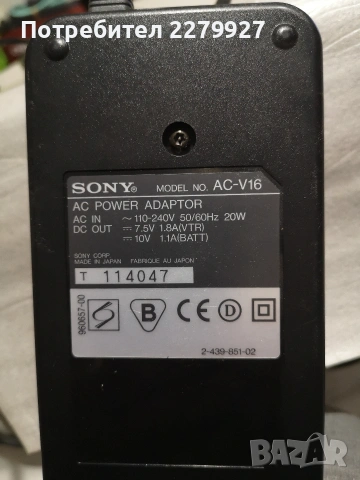 Потребител 2279927
SONY® MODEL NO. AC-V16
AC POWER ADAPTOR
AC IN ~110-240V 50/60Hz 20W
DC OUT ⎓ 7.5V 1.8A(VTR)
⎓ 10V 1.1A(BATT)
SONY CORP.
MADE IN JAPAN FABRIQUE AU JAPON
T 114047
960657-00
S B CE D
2-439-851-02
BAZAR